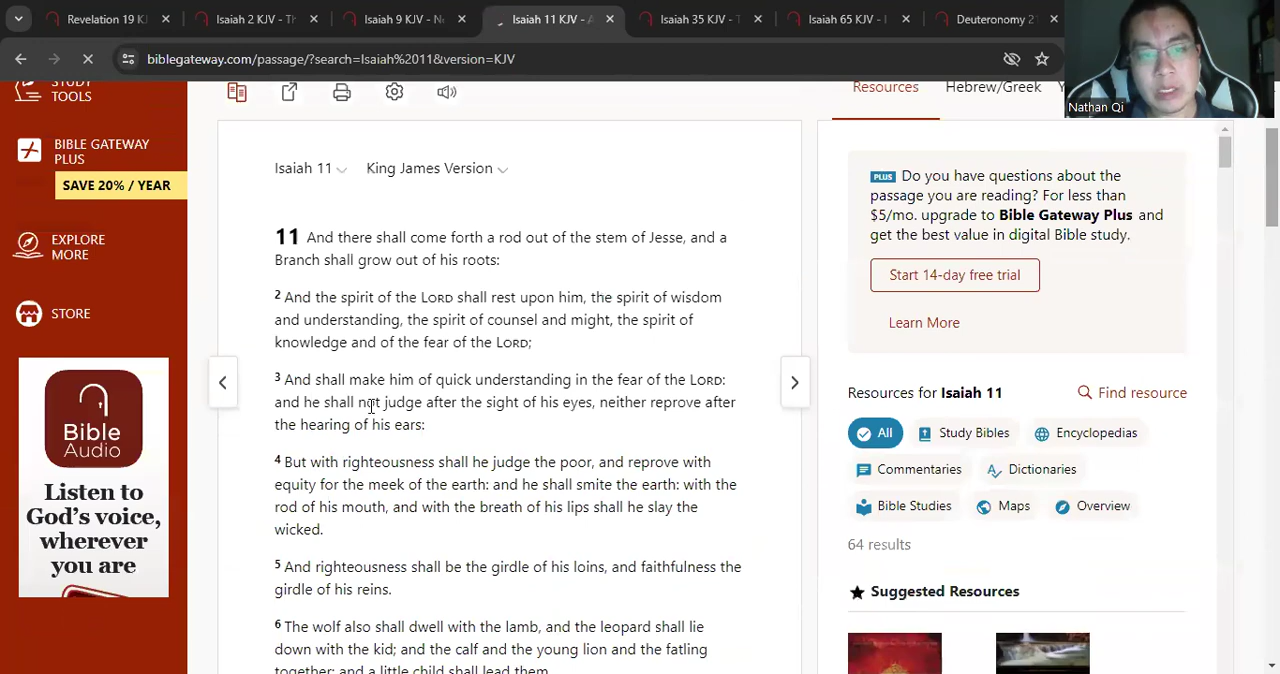 Revelation 19 KJ
Isaiah 2 KJV - Th
Isaiah 9 KJV - Ne
Isaiah 11 KJV - A
Isaiah 35 KJV - T
Isaiah 65 KJV - I
Deuteronomy 2
biblegateway.com/passage/?search=Isaiah%2011&version=KJV
Nathan Qi
STUDY
TOOLS
BIBLE GATEWAY
PLUS
SAVE 20% / YEAR
EXPLORE
MORE
STORE
Bible
Audio
Listen to
God's voice,
wherever
you are
Isaiah 11 King James Version
11 And there shall come forth a rod out of the stem of Jesse, and a
Branch shall grow out of his roots:
2 And the spirit of the LORD shall rest upon him, the spirit of wisdom
and understanding, the spirit of counsel and might, the spirit of
knowledge and of the fear of the LORD;
3 And shall make him of quick understanding in the fear of the LORD:
and he shall not judge after the sight of his eyes, neither reprove after
the hearing of his ears:
4 But with righteousness shall he judge the poor, and reprove with
equity for the meek of the earth: and he shall smite the earth: with the
rod of his mouth, and with the breath of his lips shall he slay the
wicked.
5 And righteousness shall be the girdle of his loins, and faithfulness the
girdle of his reins.
6 The wolf also shall dwell with the lamb, and the leopard shall lie
down with the kid; and the calf and the young lion and the fatling
together; and a little child shall lead them.
Resources Hebrew/Greek
PLUS Do you have questions about the
passage you are reading? For less than
$5/mo. upgrade to Bible Gateway Plus and
get the best value in digital Bible study.
Start 14-day free trial
Learn More
Resources for Isaiah 11 Find resource
All Study Bibles Encyclopedias
Commentaries Dictionaries
Bible Studies Maps Overview
64 results
Suggested Resources